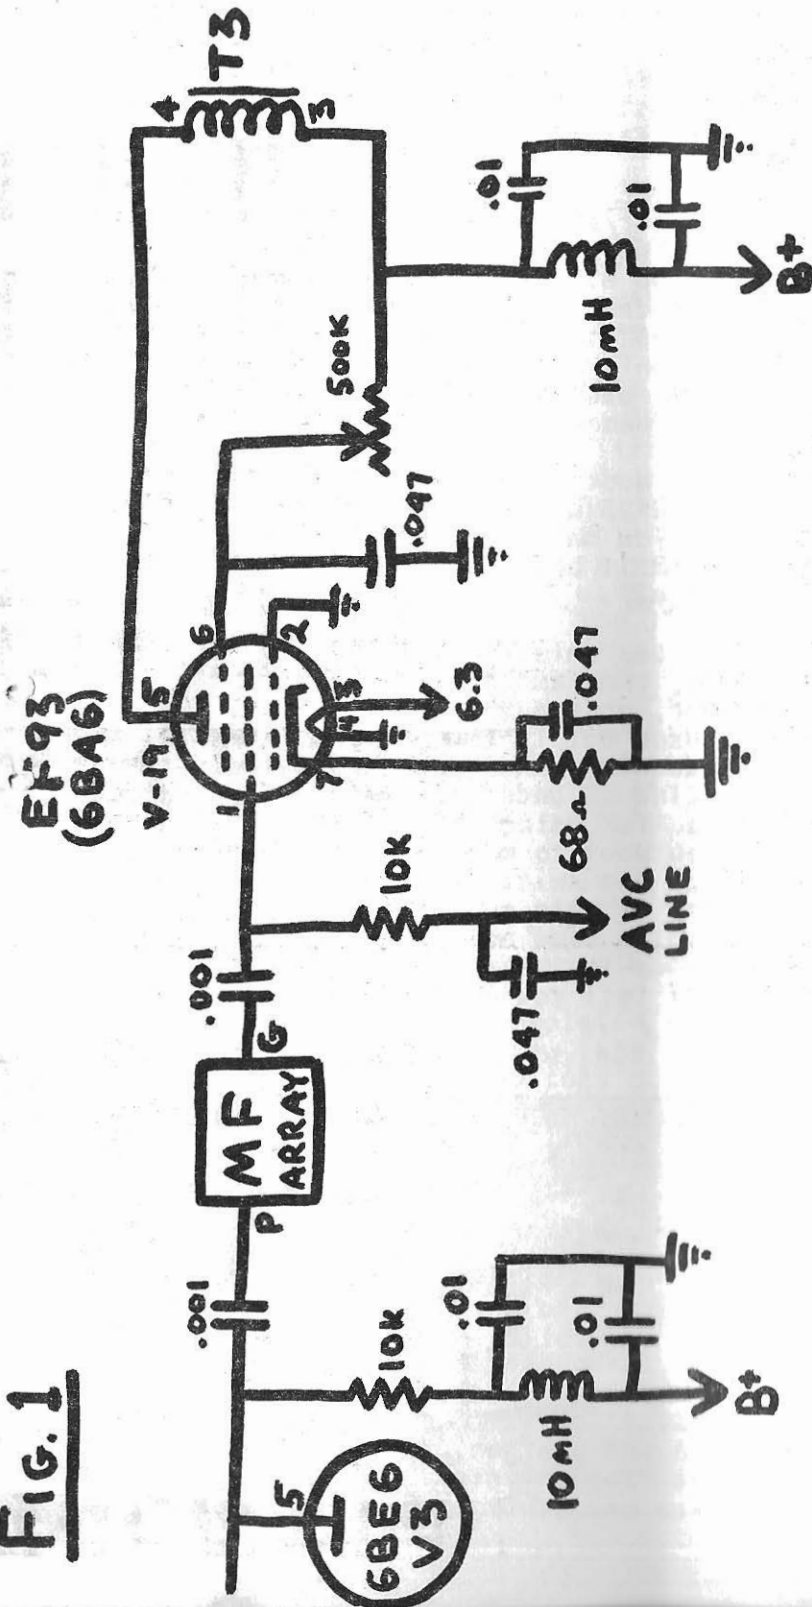 FIG. 1
6BE6
V3
5
.001
10K
10mH
.01
.01
B+
P
MF
ARRAY
G
.001
10K
.047
AVC
LINE
EF93
(6BA6)
V-19
5
1
6
2
7
4
3
6.3
68Ω
.047
.047
500K
T3
4
3
.01
.01
10mH
B+